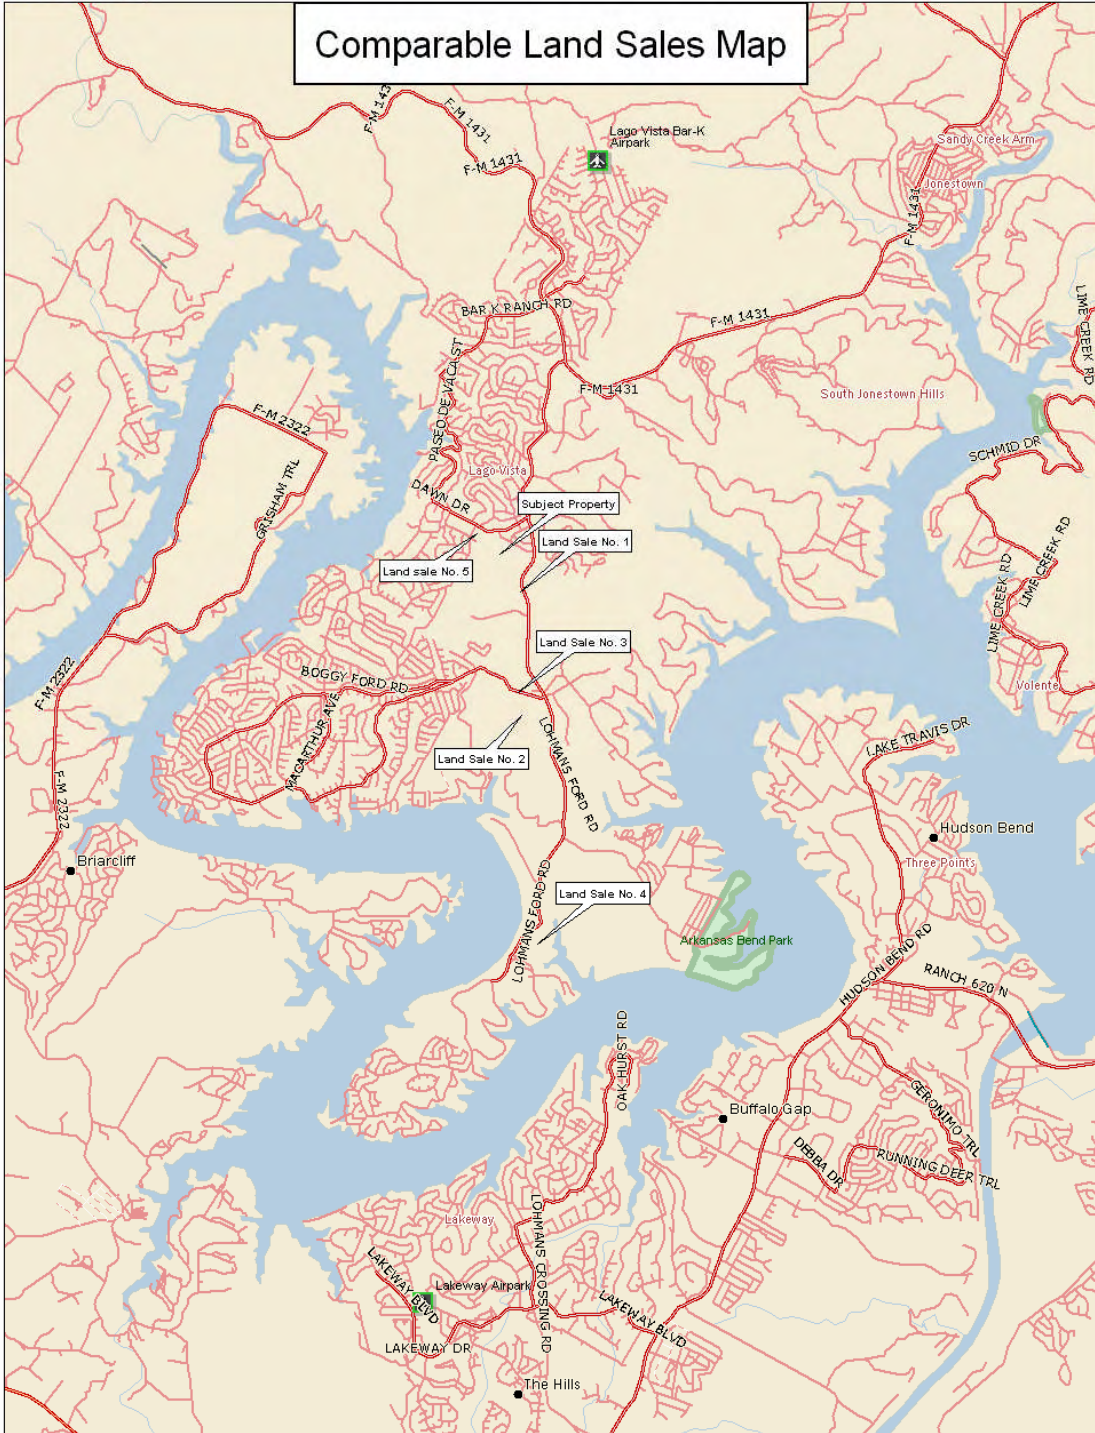 Comparable Land Sales Map
F-M 143
F-M 1431
F-M 1431
Lago Vista Bar-K
Airpark
Sandy Creek Arm
Jonestown
F-M 1431
BAR K RANCH RD
F-M 1431
LIME CREEK RD
PASEO DE VACA ST
F-M 1431
South Jonestown Hills
F-M 2322
SCHMID DR
GRISHAM TRL
Lago Vista
DAWN DR
Subject Property
Land Sale No. 1
Land sale No. 5
LIME CREEK RD
LIME CREEK RD
Land Sale No. 3
BOGGY FORD RD
F-M 2322
Volente
MACARTHUR AVE
LOHMANS FORD RD
LAKE TRAVIS DR
Land Sale No. 2
F-M 2322
Hudson Bend
Briarcliff
Three Points
LOHMANS FORD RD
Land Sale No. 4
Arkansas Bend Park
HUDSON BEND RD
RANCH 620 N
OAK HURST RD
Buffalo Gap
GERONIMO TRL
DEBBA DR
RUNNING DEER TRL
Lakeway
LOHMANS CROSSING RD
LAKEWAY BLVD
Lakeway Airpark
LAKEWAY BLVD
LAKEWAY DR
The Hills